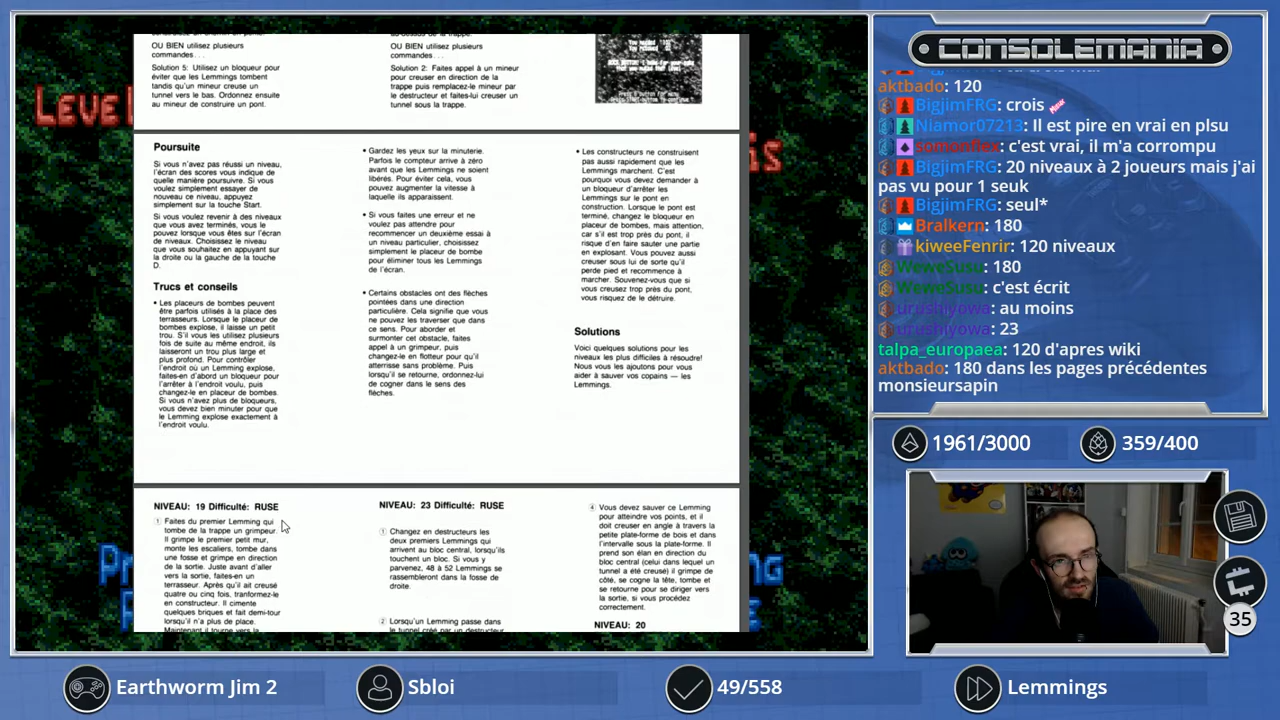 OU BIEN utilisez plusieurs
commandes...
Solution 5: Utilisez un bloqueur pour
éviter que les Lemmings tombent
tandis qu'un mineur creuse un
tunnel vers le bas. Ordonnez ensuite
au mineur de construire un pont.
OU BIEN utilisez plusieurs
commandes...
Solution 2: Faites appel à un mineur
pour creuser en direction de la
trappe puis remplacez-le mineur par
le destructeur et faites-lui creuser un
tunnel sous la trappe.
LEVE
is
Poursuite
Si vous n'avez pas réussi un niveau,
l'écran des scores vous indique de
quelle manière poursuivre. Si vous
voulez simplement essayer de
nouveau ce niveau, appuyez
simplement sur la touche Start.
Si vous voulez revenir à des niveaux
que vous avez terminés, vous le
pouvez lorsque vous êtes sur l'écran
de niveaux. Choisissez le niveau
que vous souhaitez en appuyant sur
la droite ou la gauche de la touche
D.
Trucs et conseils
• Les placeurs de bombes peuvent
être parfois utilisés à la place des
terrasseurs. Lorsque le placeur de
bombes explose, il laisse un petit
trou. S'il vous les utilisez plusieurs
fois de suite au même endroit, ils
laisseront un trou plus large et
plus profond. Pour contrôler
l'endroit où un Lemming explose,
faites-en d'abord un bloqueur pour
l'arrêter à l'endroit voulu, puis
changez-le en placeur de bombes.
Si vous n'avez plus de bloqueurs,
vous devez bien minuter pour que
le Lemming explose exactement à
l'endroit voulu.
• Gardez les yeux sur la minuterie.
Parfois le compteur arrive à zéro
avant que les Lemmings ne soient
libérés. Pour éviter cela, vous
pouvez augmenter la vitesse à
laquelle ils apparaissent.
• Si vous faites une erreur et ne
voulez pas attendre pour
recommencer un deuxième essai à
un niveau particulier, choisissez
simplement le placeur de bombe
pour éliminer tous les Lemmings
de l'écran.
• Certains obstacles ont des flèches
pointées dans une direction
particulière. Cela signifie que vous
ne pouvez les traverser que dans
ce sens. Pour aborder et
surmonter cet obstacle, faites
appel à un grimpeur, puis
changez-le en flotteur pour qu'il
atterrisse sans problème. Puis
lorsqu'il se retourne, ordonnez-lui
de cogner dans le sens des
flèches.
• Les constructeurs ne construisent
pas aussi rapidement que les
Lemmings marchent. C'est
pourquoi vous devez demander à
un bloqueur d'arrêter les
Lemmings sur le pont en
construction. Lorsque le pont est
terminé, changez le bloqueur en
placeur de bombes, mais attention,
car s'il est trop près du pont, il
risque d'en faire sauter une partie
en explosant. Vous pouvez aussi
creuser sous lui de sorte qu'il
perde pied et recommence à
marcher. Souvenez-vous que si
vous creusez trop près du pont,
vous risquez de le détruire.
Solutions
Voici quelques solutions pour les
niveaux les plus difficiles à résoudre!
Nous vous les ajoutons pour vous
aider à sauver vos copains — les
Lemmings.
NIVEAU: 19 Difficulté: RUSE
① Faites du premier Lemming qui
tombe de la trappe un grimpeur.
Il grimpe le premier petit mur,
monte les escaliers, tombe dans
une fosse et grimpe en direction
de la sortie. Juste avant d'aller
vers la sortie, faites-en un
terrasseur. Après qu'il ait creusé
quatre ou cinq fois, tranformez-le
en constructeur. Il cimente
quelques briques et fait demi-tour
lorsqu'il n'a plus de place.
Maintenant il tourne vers la
NIVEAU: 23 Difficulté: RUSE
① Changez en destructeurs les
deux premiers Lemmings qui
arrivent au bloc central, lorsqu'ils
touchent un bloc. Si vous y
parvenez, 48 à 52 Lemmings se
rassembleront dans la fosse de
droite.
② Lorsqu'un Lemming passe dans
le tunnel créé par un destructeur
④ Vous devez sauver ce Lemming
pour atteindre vos points, et il
doit creuser en angle à travers la
petite plate-forme de bois et dans
l'intervalle sous la plate-forme. Il
prend son élan en direction du
bloc central (celui dans lequel un
tunnel a été creusé) il grimpe de
côté, se cogne la tête, tombe et
se retourne pour se diriger vers
la sortie, si vous procédez
correctement.
NIVEAU: 20
CONSOLEMANIA
aktbado: 120
BigjimFRG: crois
Niamor07213: Il est pire en vrai en plsu
somonftex: c'est vrai, il m'a corrompu
BigjimFRG: 20 niveaux à 2 joueurs mais j'ai
pas vu pour 1 seuk
BigjimFRG: seul*
Bralkern: 180
kiweeFenrir: 120 niveaux
WeweSusu: 180
WeweSusu: c'est écrit
urushiyowa: au moins
urushiyowa: 23
talpa_europaea: 120 d'apres wiki
aktbado: 180 dans les pages précédentes
monsieursapin
1961/3000
359/400
35
Earthworm Jim 2
Sbloi
49/558
Lemmings